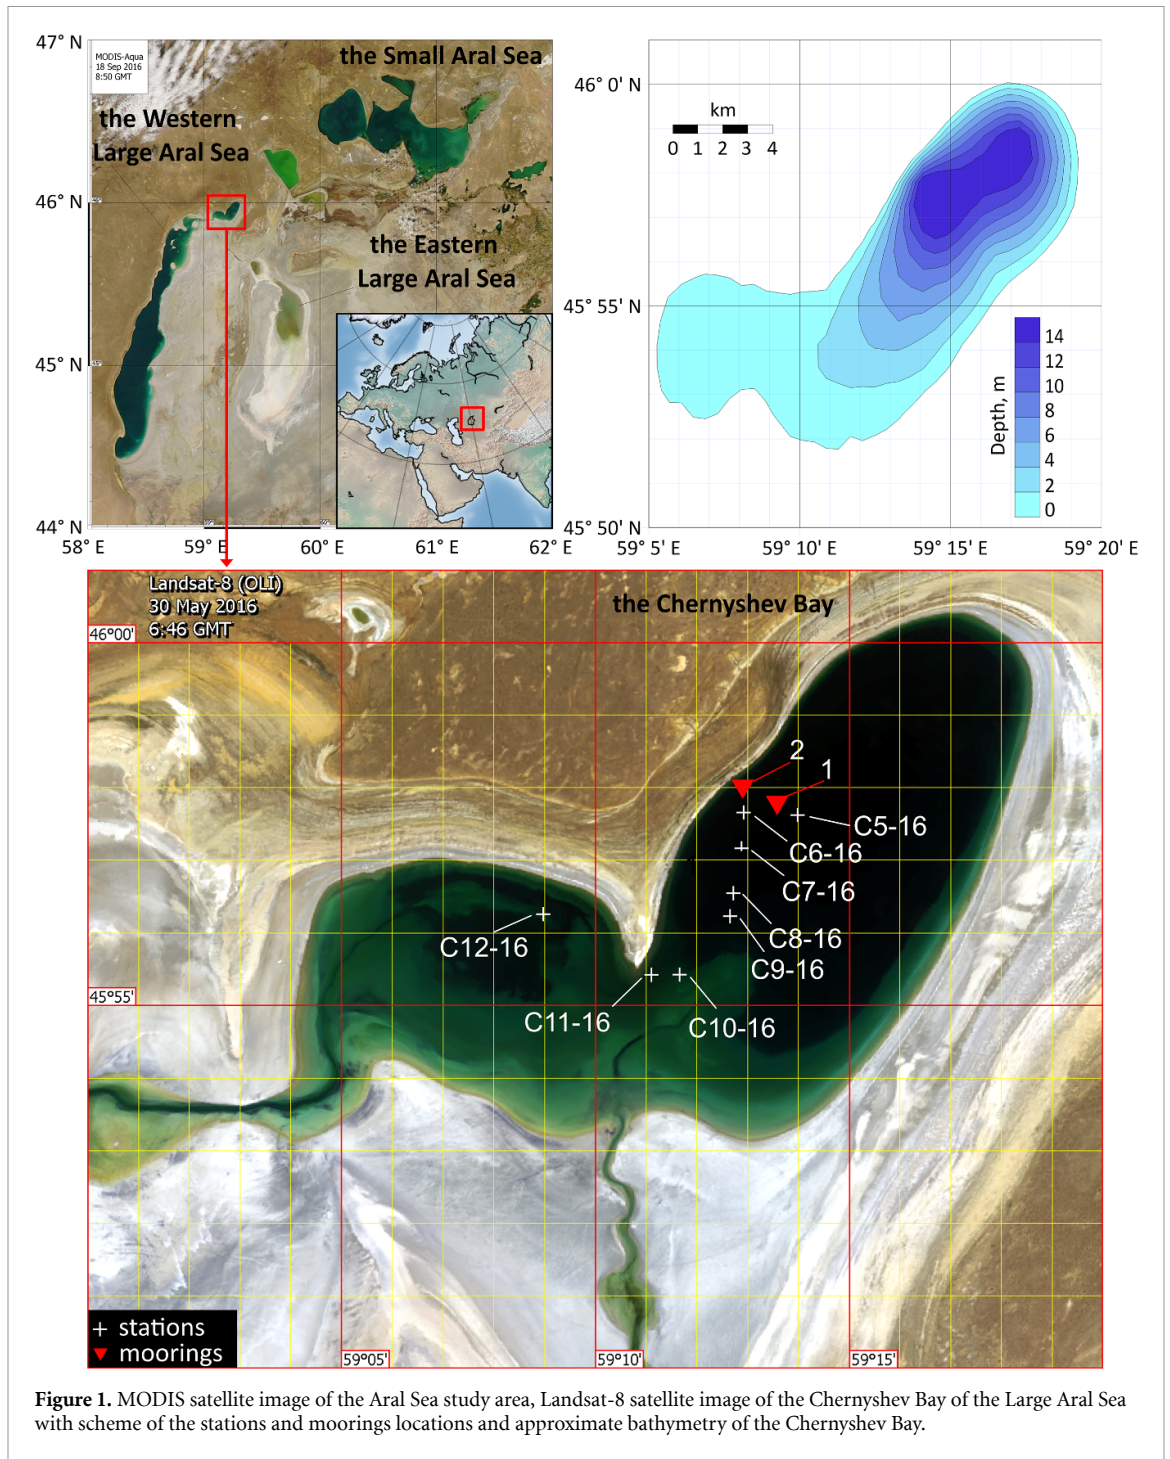 47° N
MODIS-Aqua
18 Sep 2016
8:50 GMT
the Small Aral Sea
the Western
Large Aral Sea
46° N
the Eastern
Large Aral Sea
45° N
44° N
58° E
59° E
60° E
61° E
62° E
46° 0' N
km
0 1 2 3 4
45° 55' N
Depth, m
14
12
10
8
6
4
2
0
45° 50' N
59° 5' E
59° 10' E
59° 15' E
59° 20' E
Landsat-8 (OLI)
30 May 2016
6:46 GMT
the Chernyshev Bay
46°00'
2
1
C5-16
C6-16
C7-16
C8-16
C9-16
C12-16
45°55'
C11-16
C10-16
+ stations
moorings
59°05'
59°10'
59°15'
Figure 1. MODIS satellite image of the Aral Sea study area, Landsat-8 satellite image of the Chernyshev Bay of the Large Aral Sea
with scheme of the stations and moorings locations and approximate bathymetry of the Chernyshev Bay.